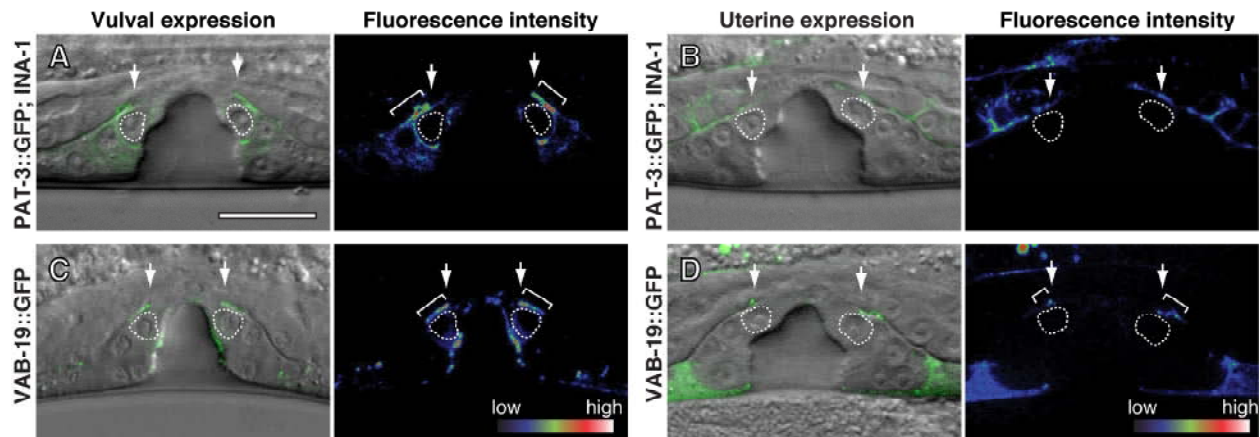 Vulval expression
Fluorescence intensity
Uterine expression
Fluorescence intensity
PAT-3::GFP; INA-1
A
PAT-3::GFP; INA-1
B
VAB-19::GFP
C
low high
VAB-19::GFP
D
low high